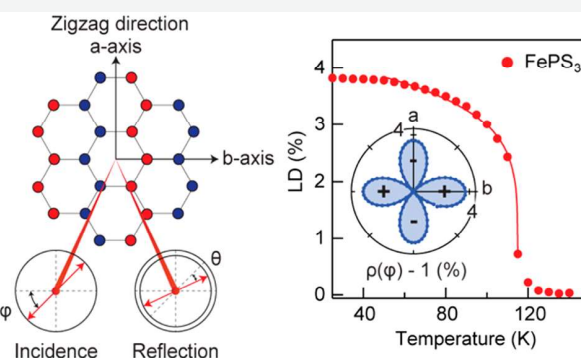 Zigzag direction
a-axis
b-axis
θ
φ
Incidence
Reflection
FePS3
LD (%)
4
3
2
1
0
a
4
b
4
+
+
-
-
ρ(φ) - 1 (%)
40
80
120
Temperature (K)